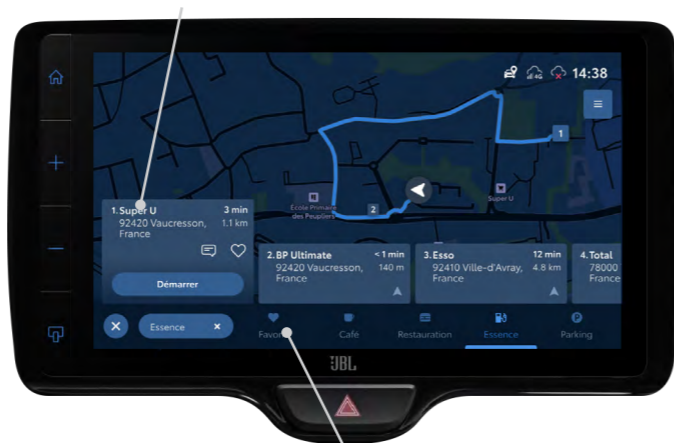 14:38
1
École Primaire
des Peupliers
2
Super U
1. Super U 3 min
92420 Vaucresson, 1.1 km
France
Démarrer
2. BP Ultimate < 1 min
92420 Vaucresson, 140 m
France
3. Esso 12 min
92410 Ville-d'Avray, 4.8 km
France
4. Total
78000
France
Essence ×
Café
Restauration
Essence
Parking
JBL